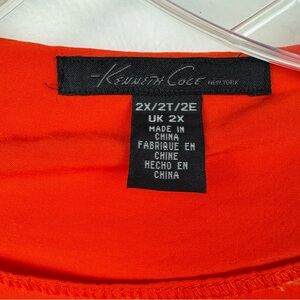 Kenneth Cole NEW YORK
2X/2T/2E
UK 2X
MADE IN
CHINA
FABRIQUE EN
CHINE
HECHO EN
CHINA